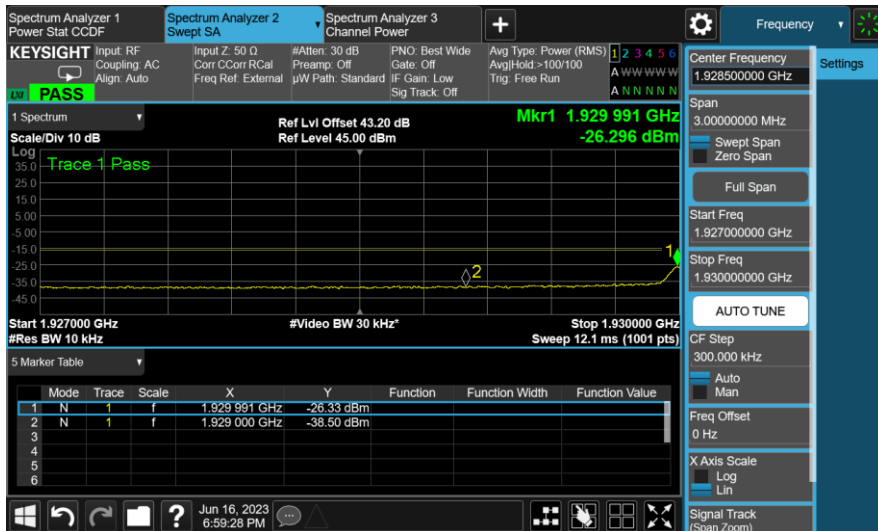 Spectrum Analyzer 1
Power Stat CCDF
Spectrum Analyzer 2
Swept SA
Spectrum Analyzer 3
Channel Power
Frequency
KEYSIGHT
Input: RF
Coupling: AC
Align: Auto
Input Z: 50 Ω
Corr CCorr RCal
Freq Ref: External
#Atten: 30 dB
Preamp: Off
µW Path: Standard
PNO: Best Wide
Gate: Off
IF Gain: Low
Sig Track: Off
Avg Type: Power (RMS)
Avg|Hold:>100/100
Trig: Free Run
1 2 3 4 5 6
A W W W W W
A N N N N N
LXI
PASS
1 Spectrum
Scale/Div 10 dB
Ref Lvl Offset 43.20 dB
Ref Level 45.00 dBm
Mkr1 1.929 991 GHz
-26.296 dBm
Log
Trace 1 Pass
35.0
25.0
15.0
5.00
-5.00
-15.0
-25.0
-35.0
-45.0
1
2
Start 1.927000 GHz
#Res BW 10 kHz
#Video BW 30 kHz*
Stop 1.930000 GHz
Sweep 12.1 ms (1001 pts)
5 Marker Table
Mode Trace Scale X Y Function Function Width Function Value
1 N 1 f 1.929 991 GHz -26.33 dBm
2 N 1 f 1.929 000 GHz -38.50 dBm
3
4
5
6
?
Jun 16, 2023
6:59:28 PM
Center Frequency
1.928500000 GHz
Settings
Span
3.00000000 MHz
Swept Span
Zero Span
Full Span
Start Freq
1.927000000 GHz
Stop Freq
1.930000000 GHz
AUTO TUNE
CF Step
300.000 kHz
Auto
Man
Freq Offset
0 Hz
X Axis Scale
Log
Lin
Signal Track
(Span Zoom)